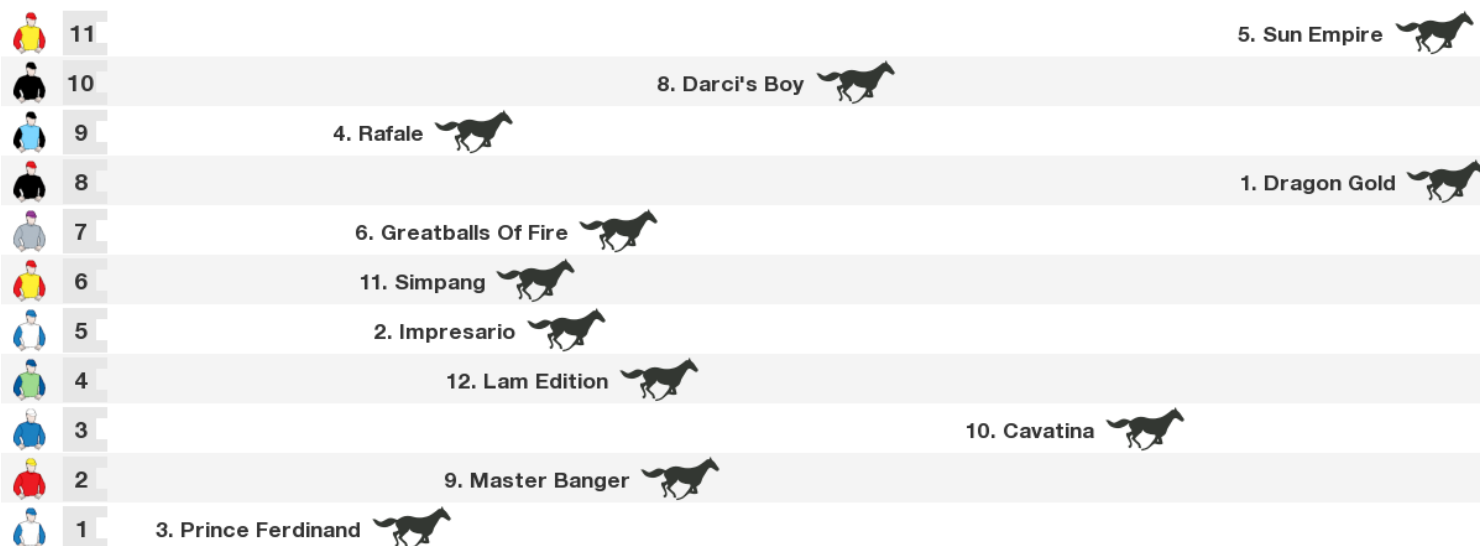 11 5. Sun Empire
10 8. Darci's Boy
9 4. Rafale
8 1. Dragon Gold
7 6. Greatballs Of Fire
6 11. Simpang
5 2. Impresario
4 12. Lam Edition
3 10. Cavatina
2 9. Master Banger
1 3. Prince Ferdinand